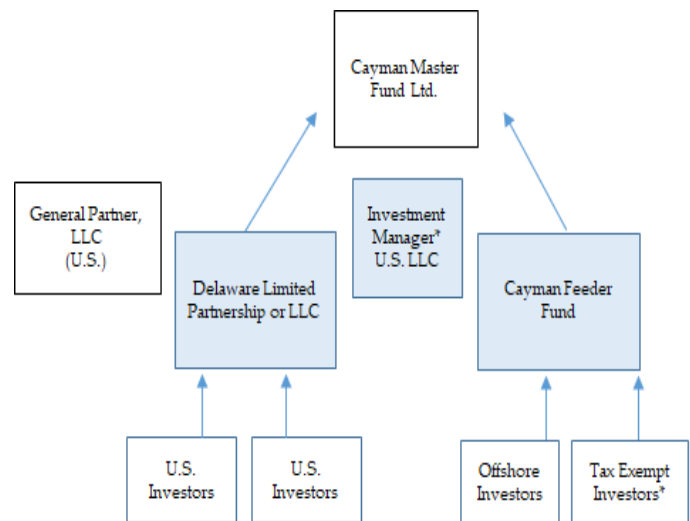 Cayman Master
Fund Ltd.
General Partner,
LLC
(U.S.)
Investment
Manager*
U.S. LLC
Delaware Limited
Partnership or LLC
Cayman Feeder
Fund
U.S.
Investors
U.S.
Investors
Offshore
Investors
Tax Exempt
Investors*